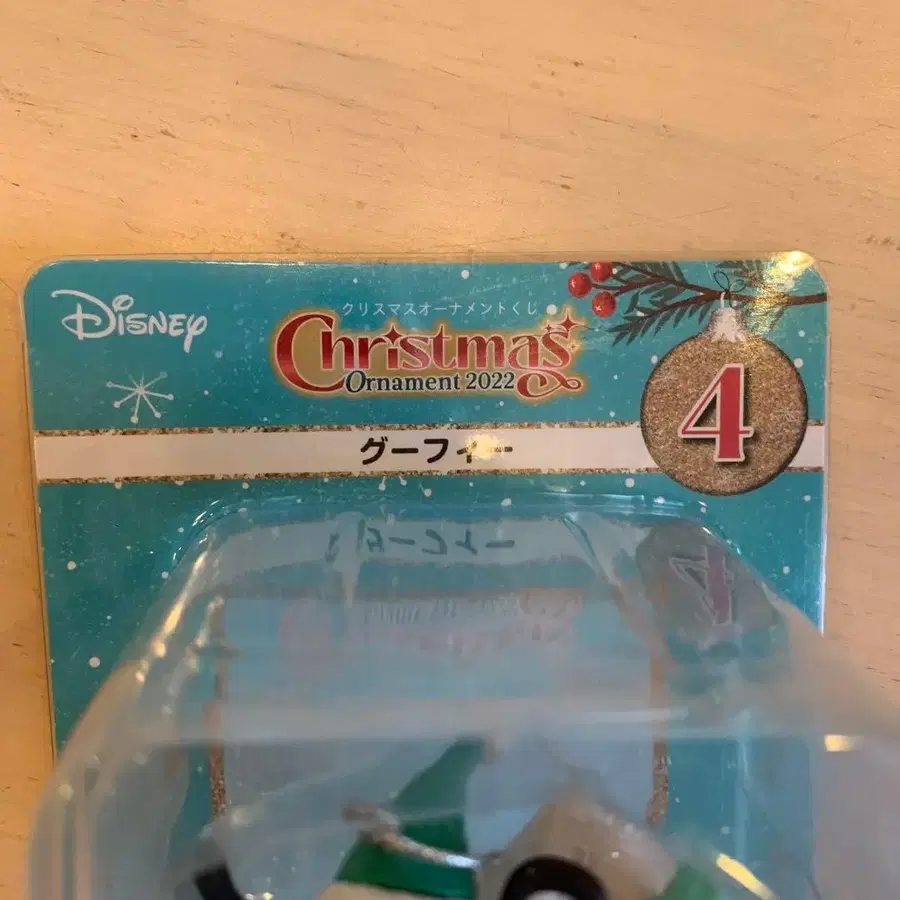 Disney
クリスマスオーナメントくじ
Christmas
Ornament 2022
4
グーフィー